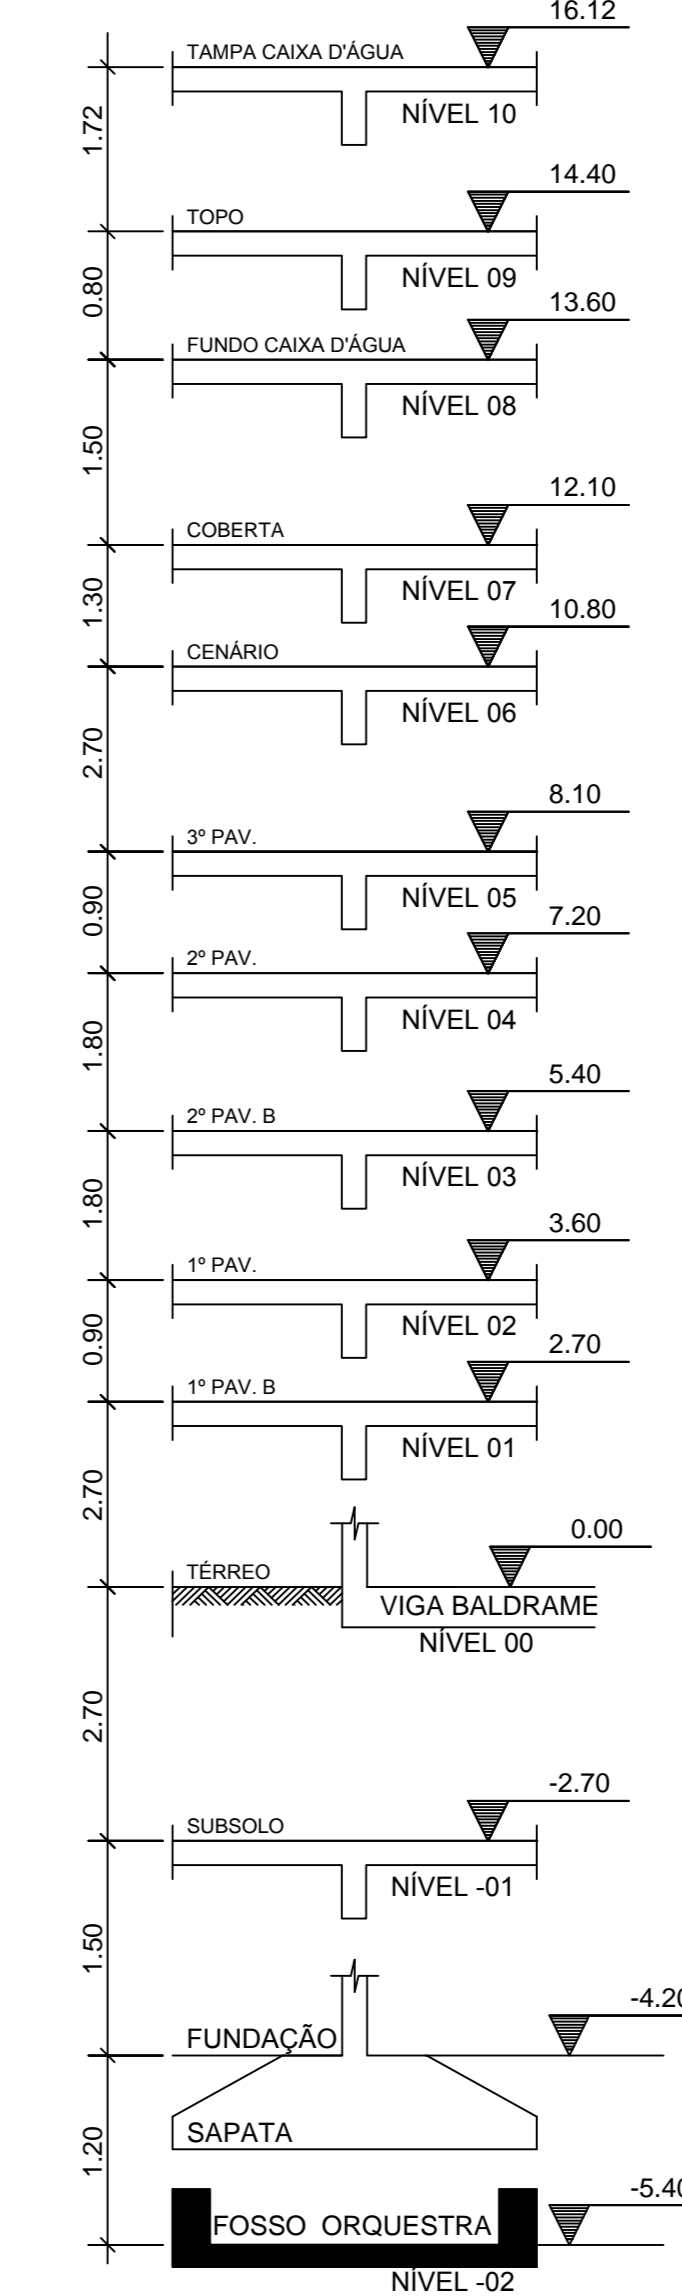 16.12
TAMPA CAIXA D'ÁGUA
NÍVEL 10
1.72
14.40
TOPO
NÍVEL 09
0.80
13.60
FUNDO CAIXA D'ÁGUA
NÍVEL 08
1.50
12.10
COBERTA
NÍVEL 07
1.30
10.80
CENÁRIO
NÍVEL 06
2.70
8.10
3º PAV.
NÍVEL 05
0.90
7.20
2º PAV.
NÍVEL 04
1.80
5.40
2º PAV. B
NÍVEL 03
1.80
3.60
1º PAV.
NÍVEL 02
0.90
2.70
1º PAV. B
NÍVEL 01
2.70
0.00
TÉRREO
VIGA BALDRAME
NÍVEL 00
2.70
-2.70
SUBSOLO
NÍVEL -01
1.50
-4.20
FUNDAÇÃO
SAPATA
1.20
-5.40
FOSSO ORQUESTRA
NÍVEL -02